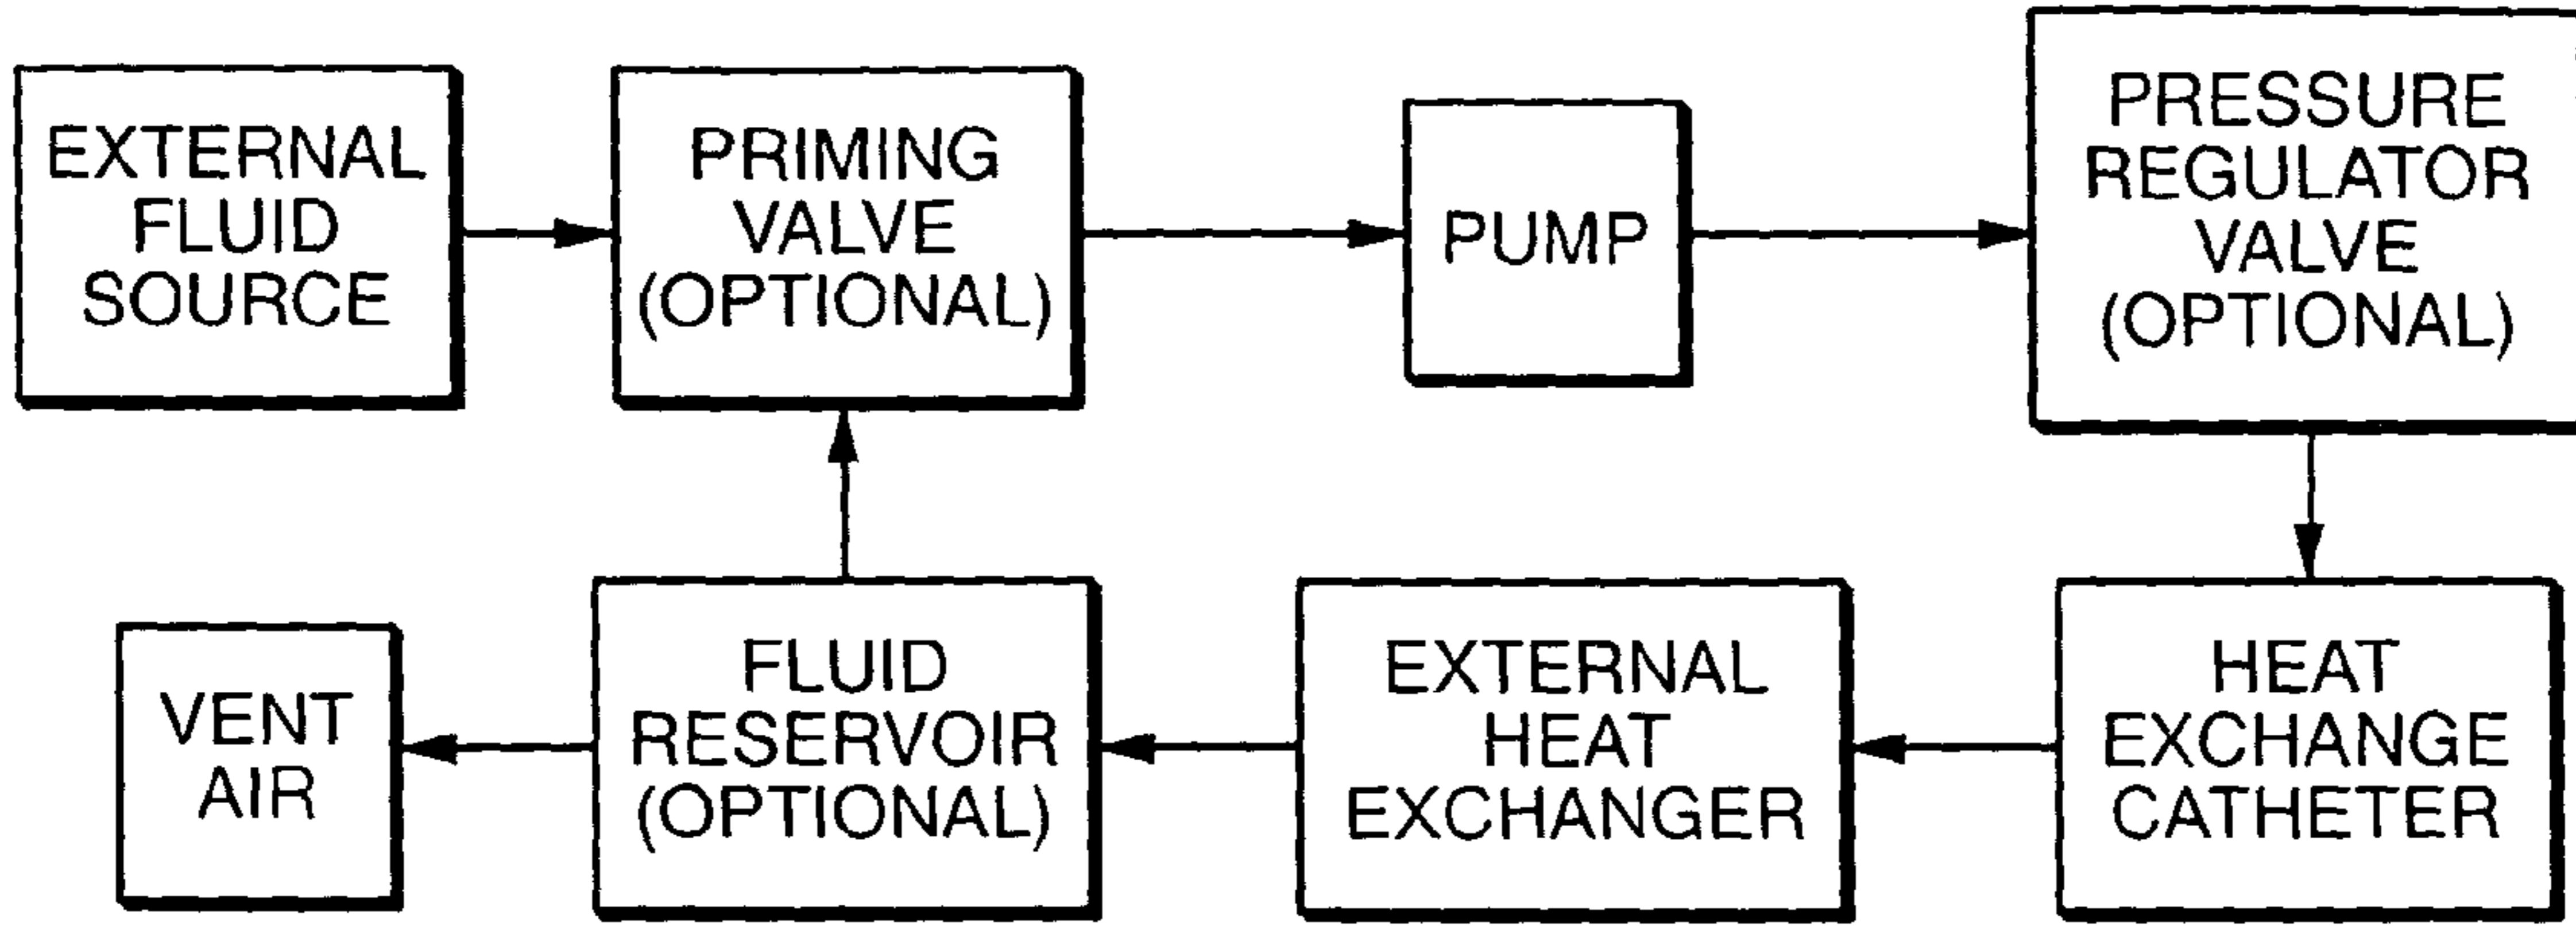 EXTERNAL
FLUID
SOURCE
PRIMING
VALVE
(OPTIONAL)
PUMP
PRESSURE
REGULATOR
VALVE
(OPTIONAL)
VENT
AIR
FLUID
RESERVOIR
(OPTIONAL)
EXTERNAL
HEAT
EXCHANGER
HEAT
EXCHANGE
CATHETER